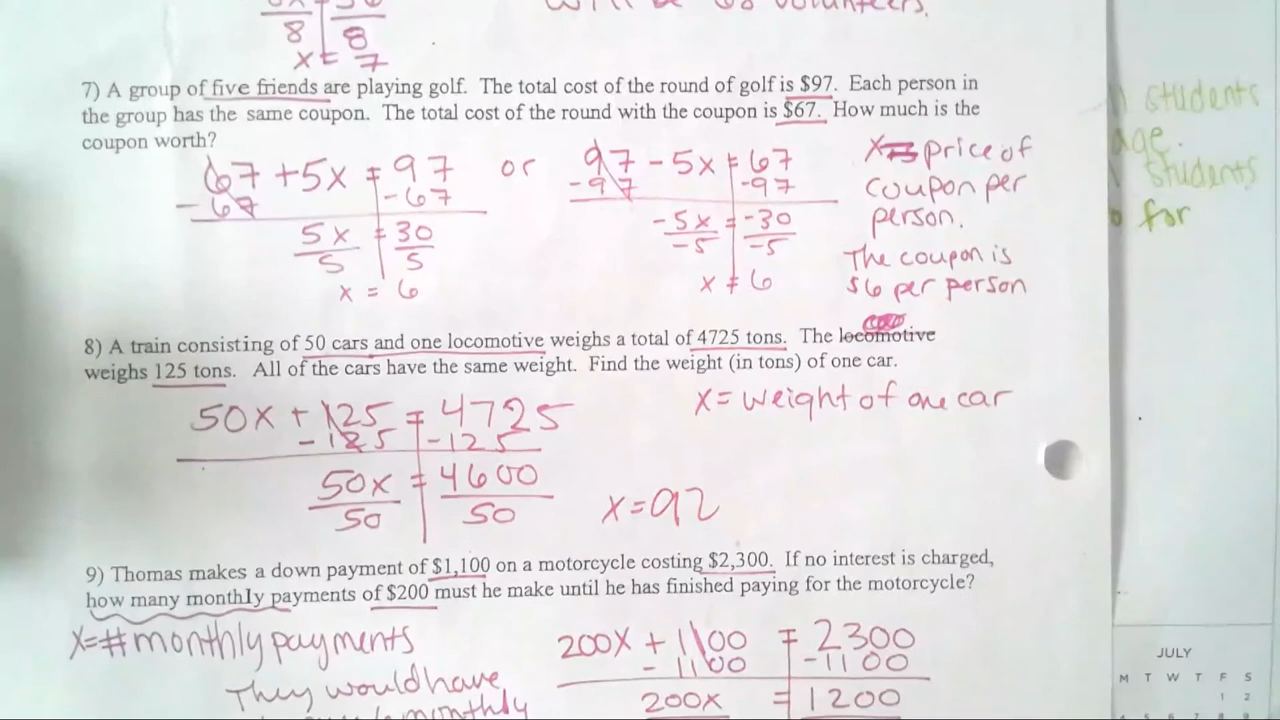 8 8
x = 7
7) A group of five friends are playing golf. The total cost of the round of golf is $97. Each person in
the group has the same coupon. The total cost of the round with the coupon is $67. How much is the
coupon worth?
67 + 5x = 97 or 97 - 5x = 67
- 67 - 67 - 97 - 97
5x = 30 -5x = -30
5 5 -5 -5
x = 6 x = 6
x = price of
coupon per
person.
The coupon is
$6 per person
8) A train consisting of 50 cars and one locomotive weighs a total of 4725 tons. The locomotive
weighs 125 tons. All of the cars have the same weight. Find the weight (in tons) of one car.
50x + 125 = 4725
- 125 - 125
50x = 4600
50 50
x = 92
x = weight of one car
9) Thomas makes a down payment of $1,100 on a motorcycle costing $2,300. If no interest is charged,
how many monthly payments of $200 must he make until he has finished paying for the motorcycle?
x = # monthly payments
They would have
monthly
200x + 1100 = 2300
- 1100 - 1100
200x = 1200
students
age.
students
for
JULY
M T W T F S
1 2